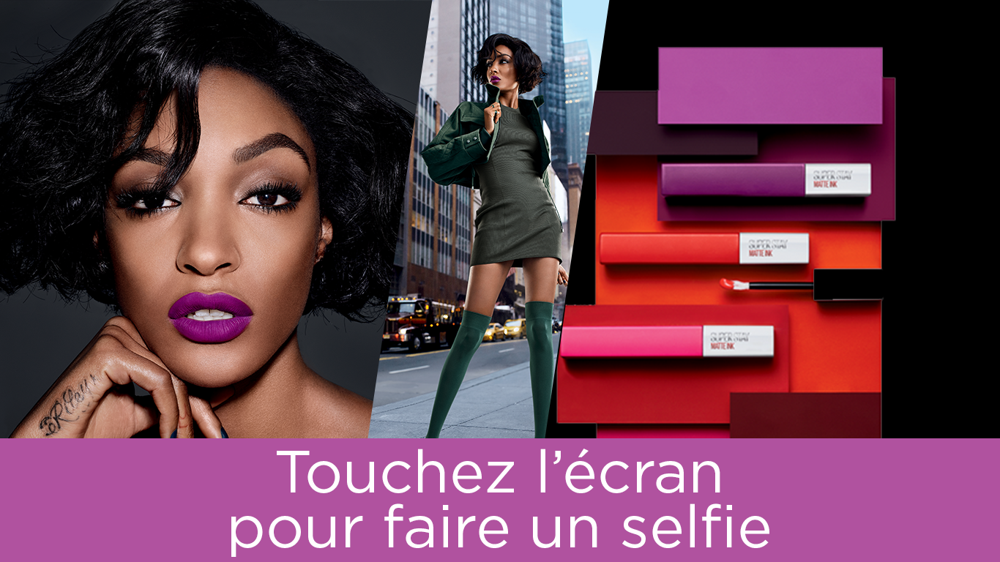 SUPER STAY
MATTE INK
SUPER STAY
MATTE INK
SUPER STAY
MATTE INK
Touchez l’écran
pour faire un selfie